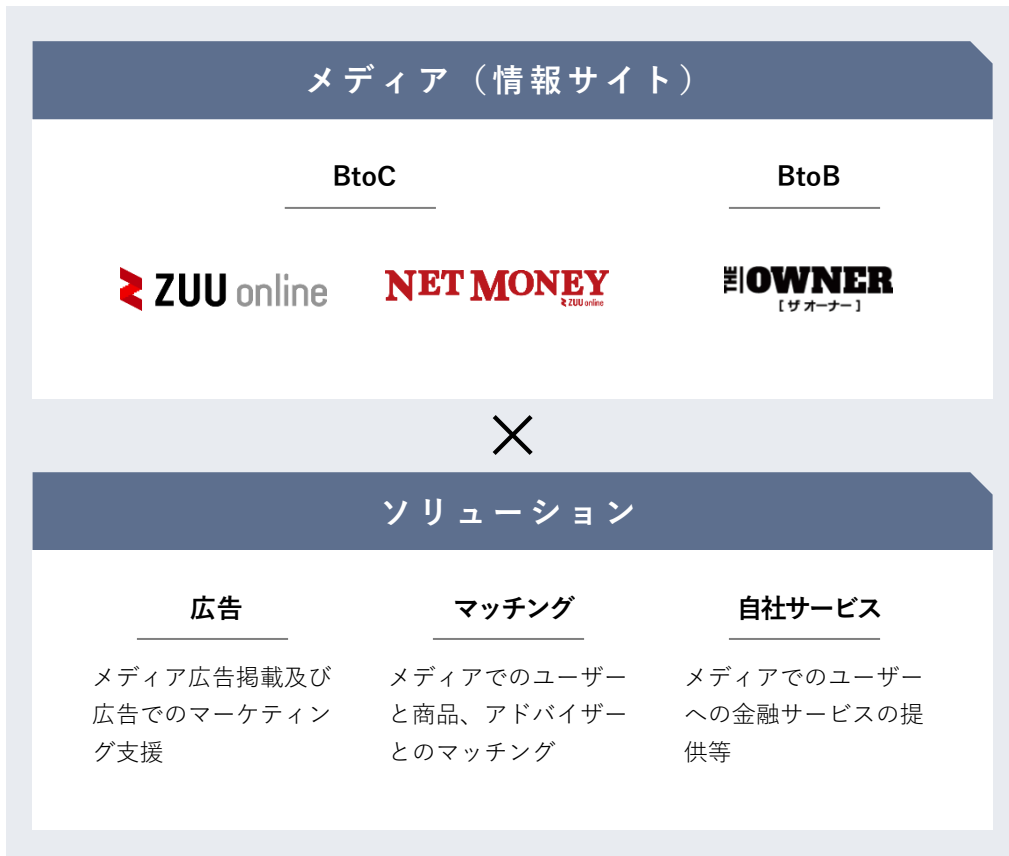 メディア（情報サイト）
BtoC
BtoB
ZUU online
NET MONEY
ZUU online
THE OWNER
[ ザ オーナー ]
×
ソリューション
広告
メディア広告掲載及び
広告でのマーケティン
グ支援
マッチング
メディアでのユーザー
と商品、アドバイザー
とのマッチング
自社サービス
メディアでのユーザー
への金融サービスの提
供等